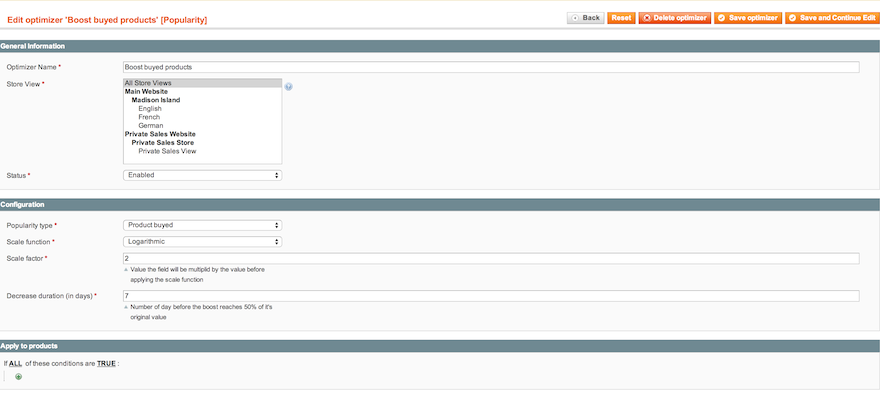 Edit optimizer 'Boost buyed products' [Popularity]
Back Reset Delete optimizer Save optimizer Save and Continue Edit
General Information
Optimizer Name * Boost buyed products
Store View * All Store Views
Main Website
Madison Island
English
French
German
Private Sales Website
Private Sales Store
Private Sales View
Status * Enabled
Configuration
Popularity type * Product buyed
Scale function * Logarithmic
Scale factor * 2
Value the field will be multiplid by the value before
applying the scale function
Decrease duration (in days) * 7
Number of day before the boost reaches 50% of it's
original value
Apply to products
If ALL of these conditions are TRUE :